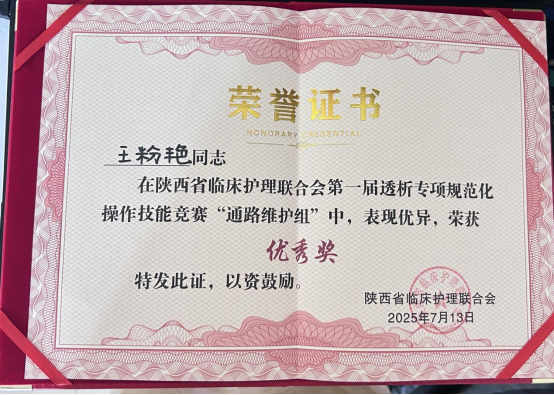 荣誉证书
HONORARY CREDENTIAL
王粉艳同志
在陕西省临床护理联合会第一届透析专项规范化
操作技能竞赛“通路维护组”中，表现优异，荣获
优秀奖
特发此证，以资鼓励。
陕西省临床护理联合会
2025年7月13日